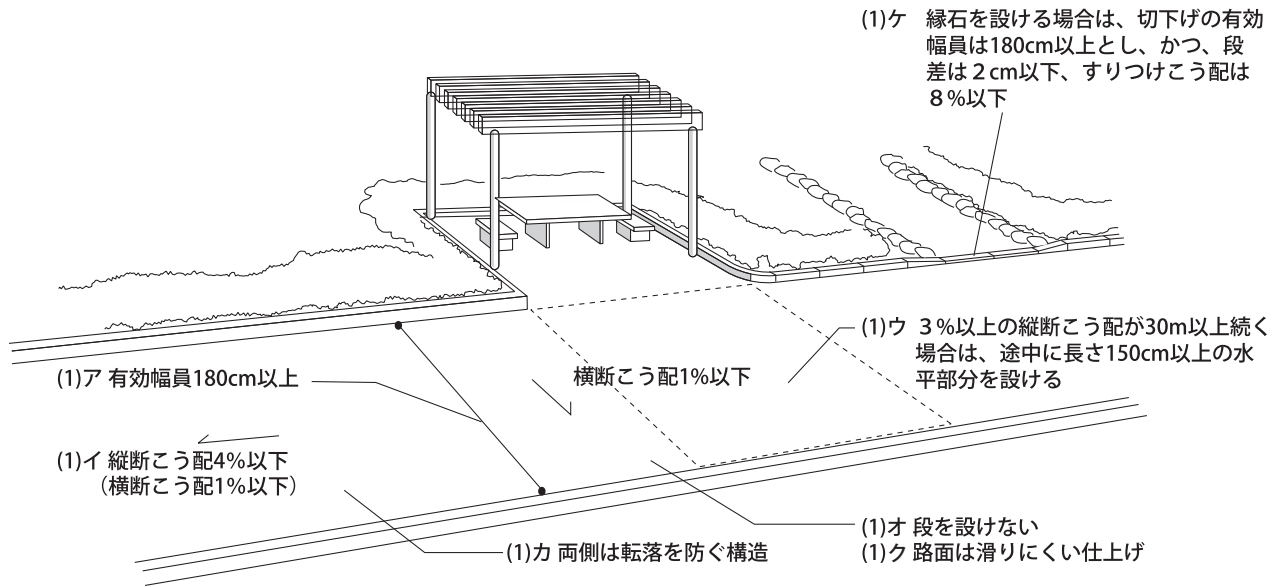 (1)ケ 縁石を設ける場合は、切下げの有効
幅員は180cm以上とし、かつ、段
差は２cm以下、すりつけこう配は
８%以下
(1)ウ ３%以上の縦断こう配が30m以上続く
場合は、途中に長さ150cm以上の水
平部分を設ける
(1)ア 有効幅員180cm以上
横断こう配1%以下
(1)イ 縦断こう配4%以下
（横断こう配1%以下）
(1)オ 段を設けない
(1)カ 両側は転落を防ぐ構造
(1)ク 路面は滑りにくい仕上げ